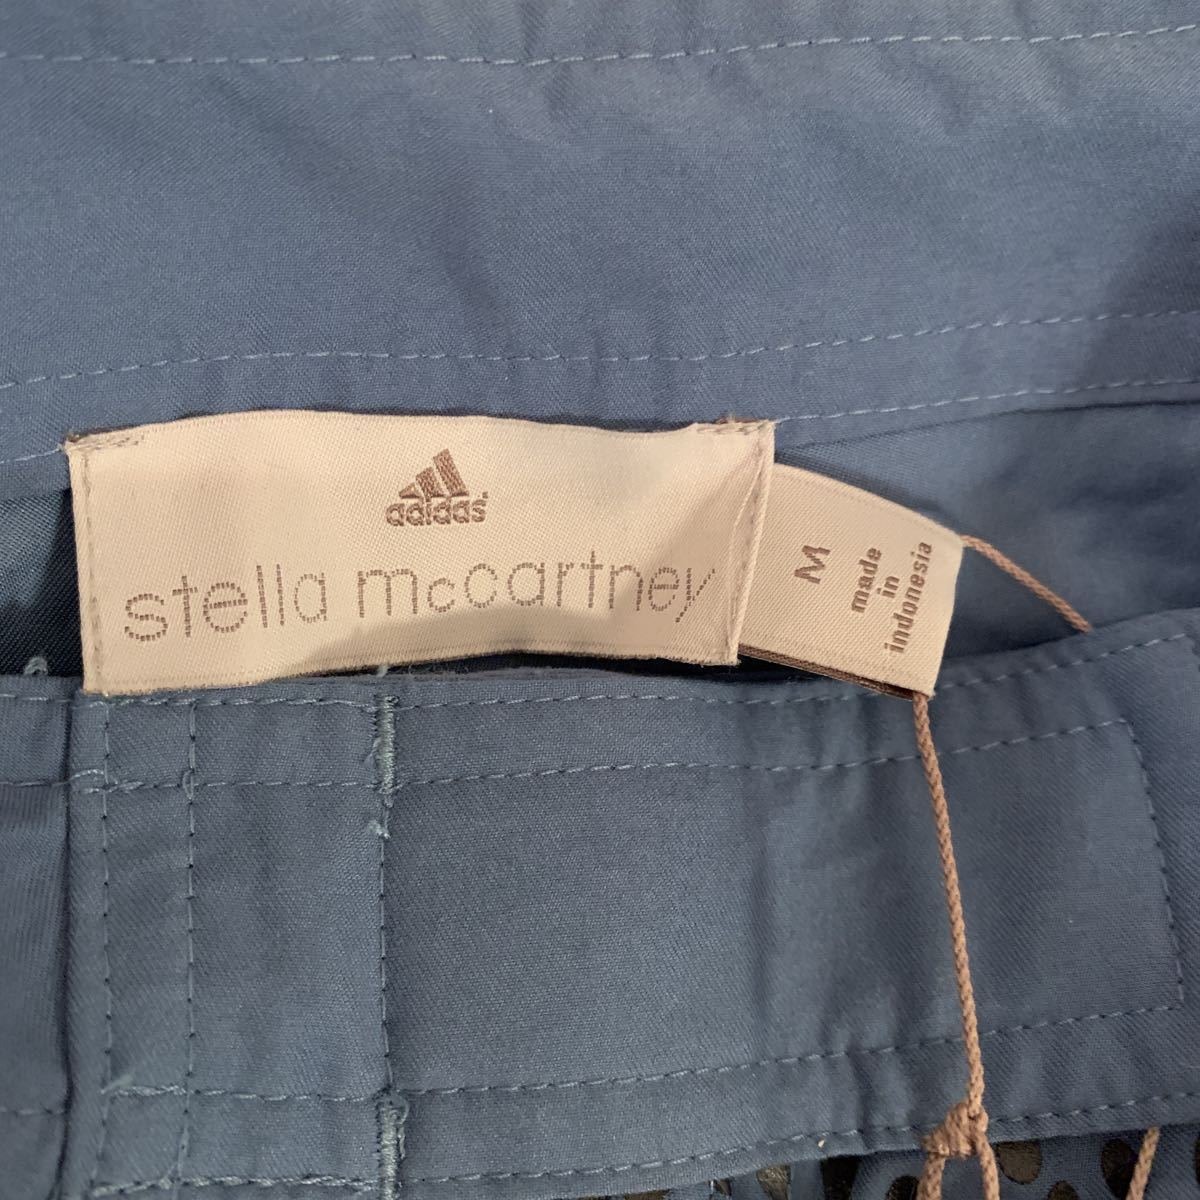 adidas
stella mccartney
M
made
in
indonesia